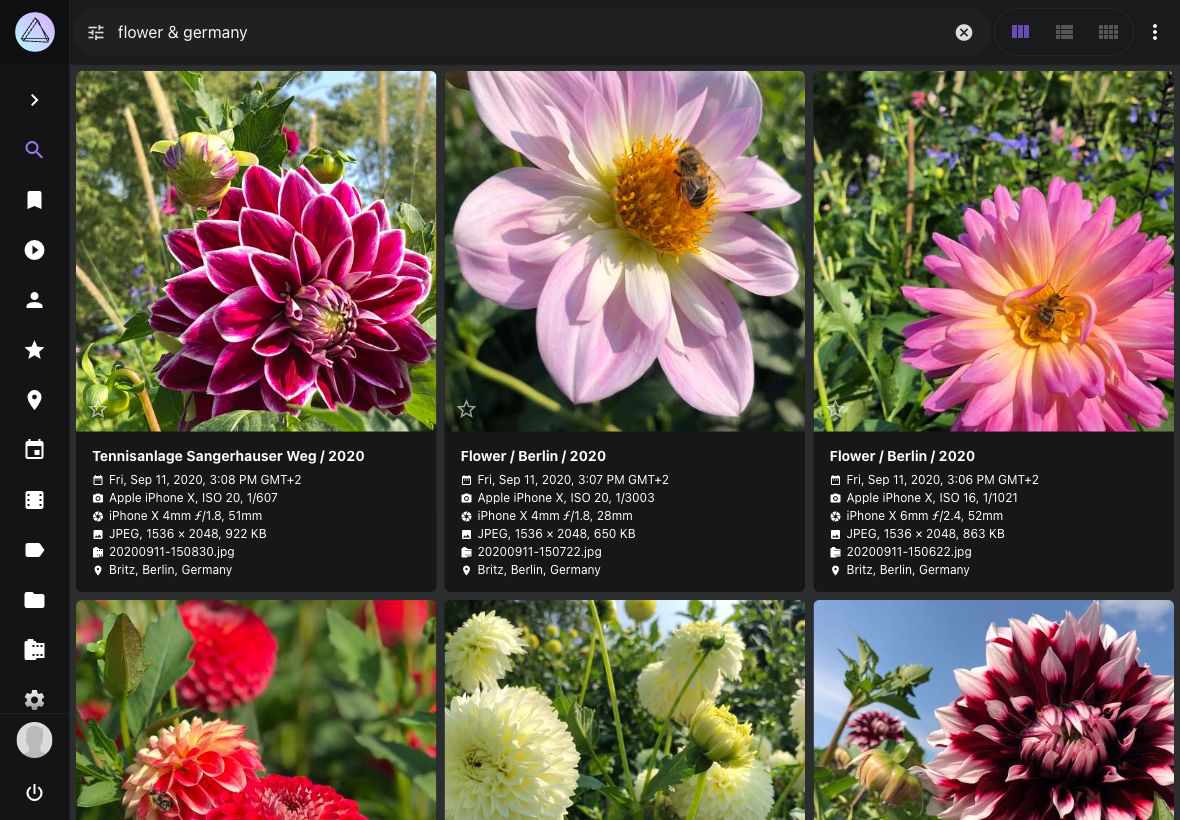 flower & germany
Tennisanlage Sangerhauser Weg / 2020
Fri, Sep 11, 2020, 3:08 PM GMT+2
Apple iPhone X, ISO 20, 1/607
iPhone X 4mm ƒ/1.8, 51mm
JPEG, 1536 × 2048, 922 KB
20200911-150830.jpg
Britz, Berlin, Germany
Flower / Berlin / 2020
Fri, Sep 11, 2020, 3:07 PM GMT+2
Apple iPhone X, ISO 20, 1/3003
iPhone X 4mm ƒ/1.8, 28mm
JPEG, 1536 × 2048, 650 KB
20200911-150722.jpg
Britz, Berlin, Germany
Flower / Berlin / 2020
Fri, Sep 11, 2020, 3:06 PM GMT+2
Apple iPhone X, ISO 16, 1/1021
iPhone X 6mm ƒ/2.4, 52mm
JPEG, 1536 × 2048, 863 KB
20200911-150622.jpg
Britz, Berlin, Germany